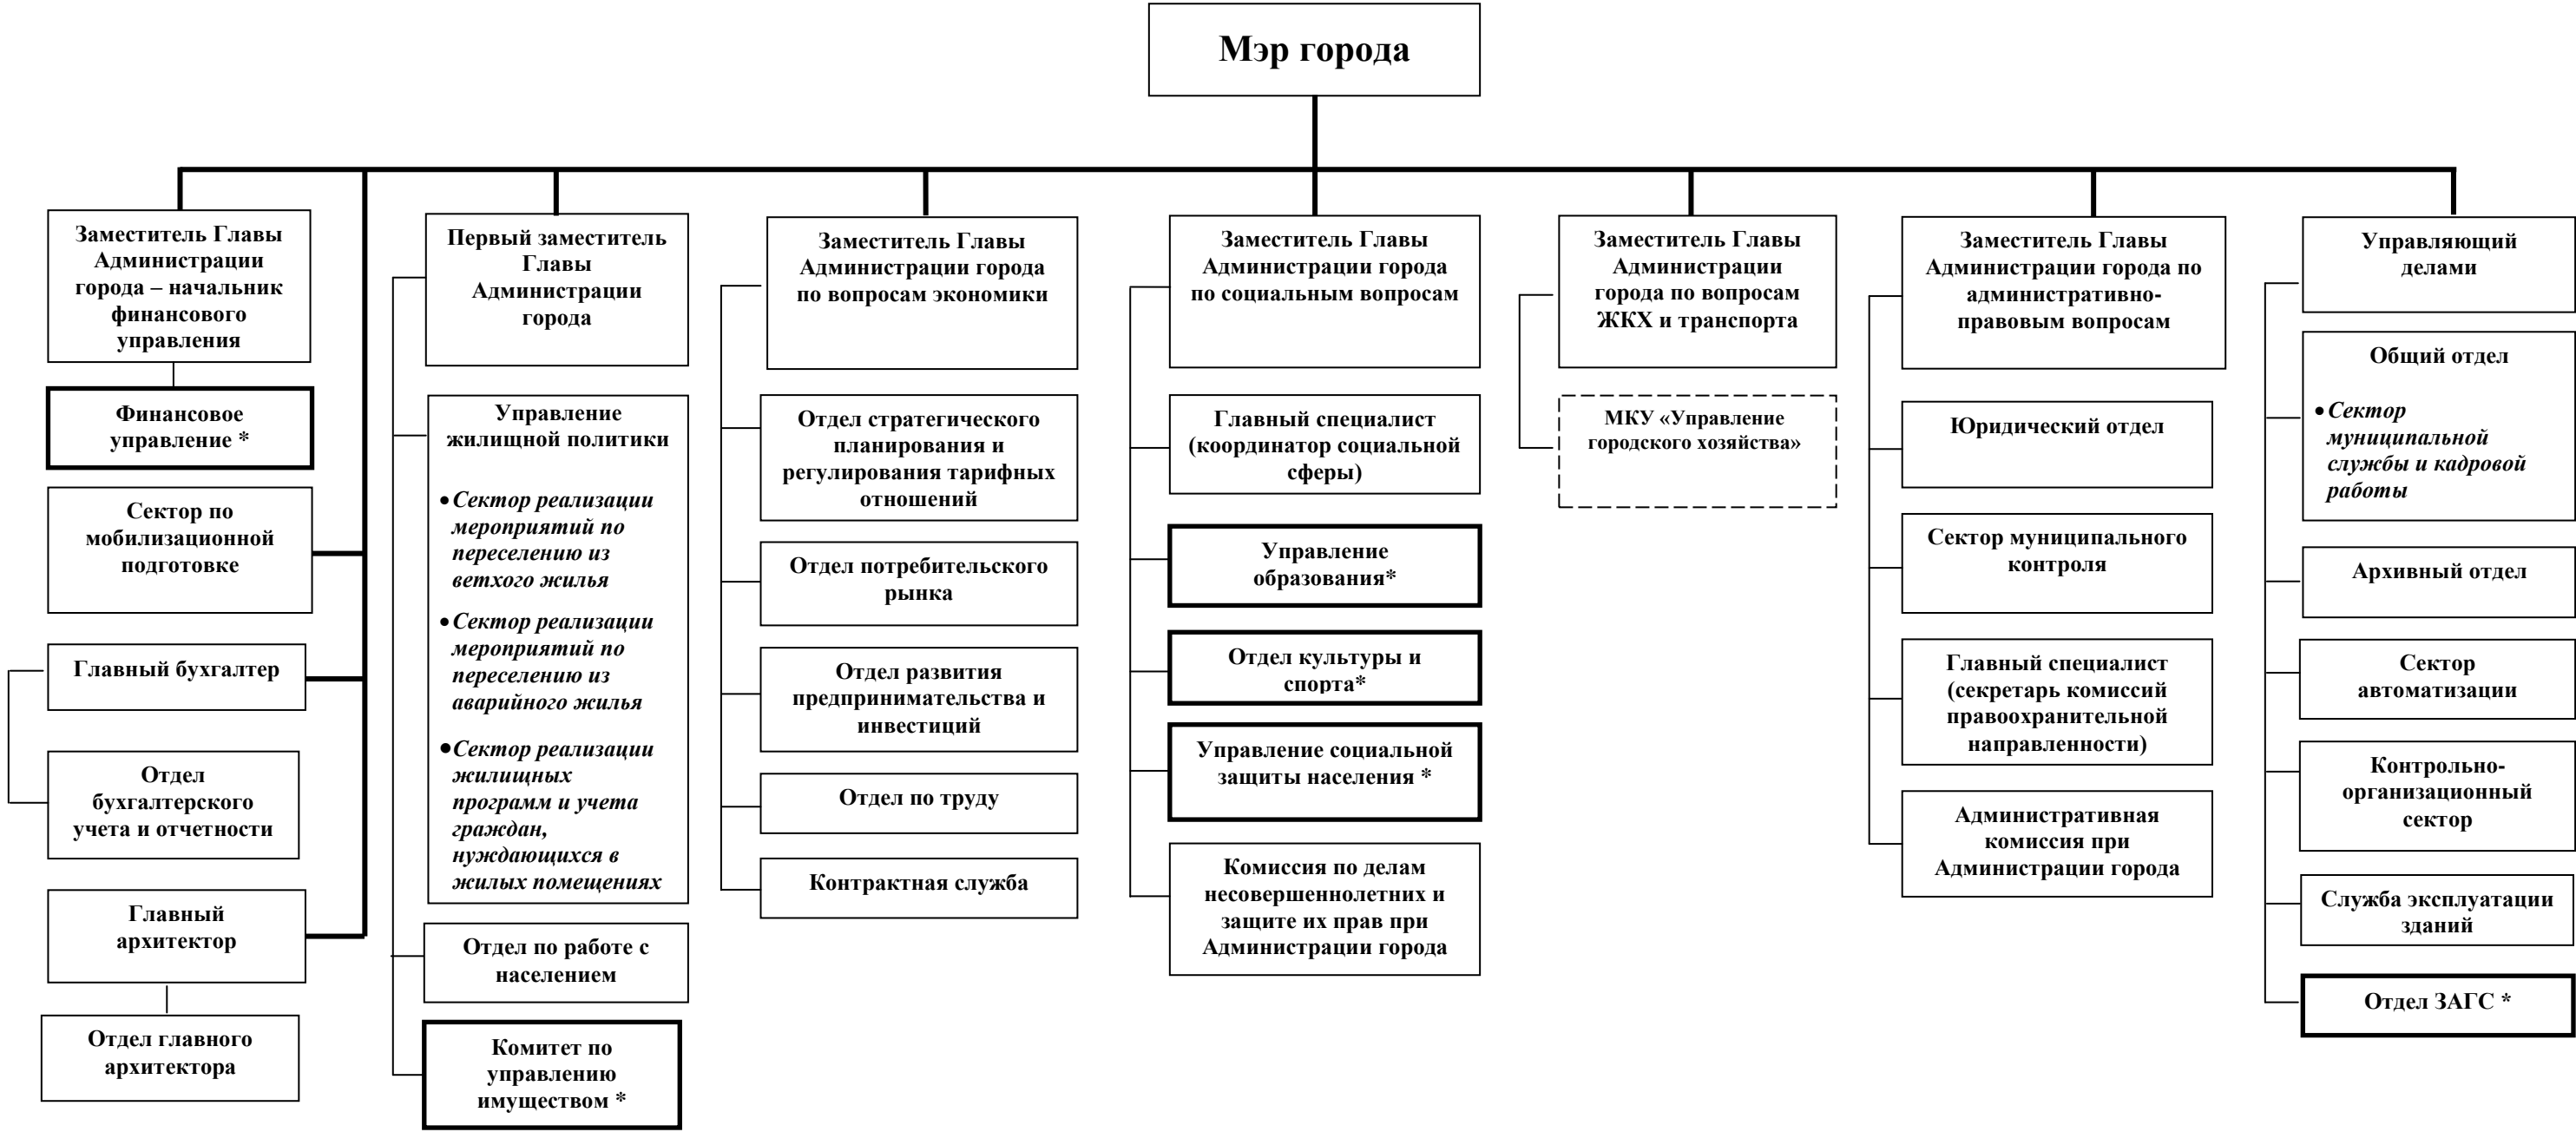 Мэр города
Заместитель Главы
Администрации
города – начальник
финансового
управления
Финансовое
управление *
Сектор по
мобилизационной
подготовке
Главный бухгалтер
Отдел
бухгалтерского
учета и отчетности
Главный
архитектор
Отдел главного
архитектора
Первый заместитель
Главы
Администрации
города
Управление
жилищной политики
• Сектор реализации
мероприятий по
переселению из
ветхого жилья
• Сектор реализации
мероприятий по
переселению из
аварийного жилья
• Сектор реализации
жилищных
программ и учета
граждан,
нуждающихся в
жилых помещениях
Отдел по работе с
населением
Комитет по
управлению
имуществом *
Заместитель Главы
Администрации города
по вопросам экономики
Отдел стратегического
планирования и
регулирования тарифных
отношений
Отдел потребительского
рынка
Отдел развития
предпринимательства и
инвестиций
Отдел по труду
Контрактная служба
Заместитель Главы
Администрации города
по социальным вопросам
Главный специалист
(координатор социальной
сферы)
Управление
образования*
Отдел культуры и
спорта*
Управление социальной
защиты населения *
Комиссия по делам
несовершеннолетних и
защите их прав при
Администрации города
Заместитель Главы
Администрации
города по вопросам
ЖКХ и транспорта
МКУ «Управление
городского хозяйства»
Заместитель Главы
Администрации города по
административно-
правовым вопросам
Юридический отдел
Сектор муниципального
контроля
Главный специалист
(секретарь комиссий
правоохранительной
направленности)
Административная
комиссия при
Администрации города
Управляющий
делами
Общий отдел
• Сектор
муниципальной
службы и кадровой
работы
Архивный отдел
Сектор
автоматизации
Контрольно-
организационный
сектор
Служба эксплуатации
зданий
Отдел ЗАГС *